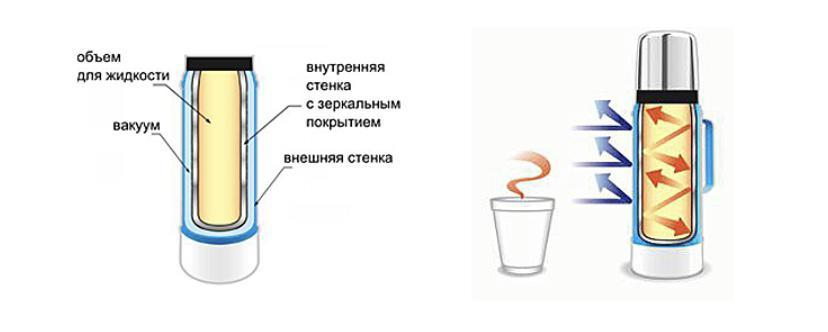 объем
для жидкости
вакуум
внутренняя
стенка
с зеркальным
покрытием
внешняя стенка